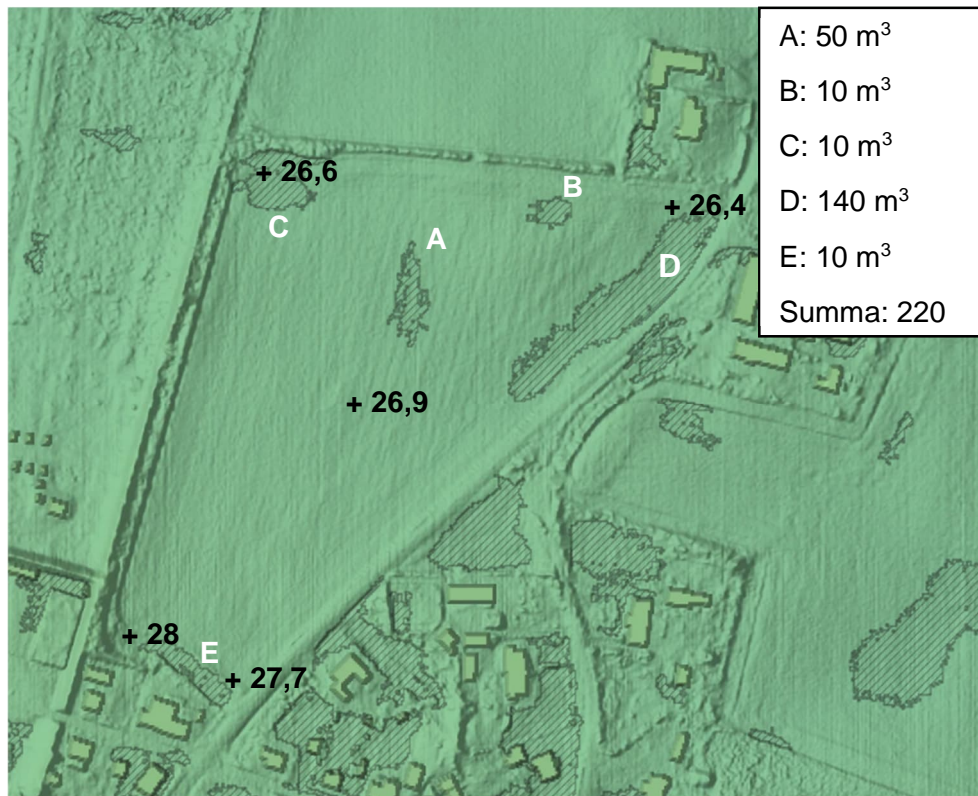 A: 50 m³
B: 10 m³
C: 10 m³
D: 140 m³
E: 10 m³
Summa: 220
+ 26,6
B
+ 26,4
C
A
D
+ 26,9
+ 28
E
+ 27,7